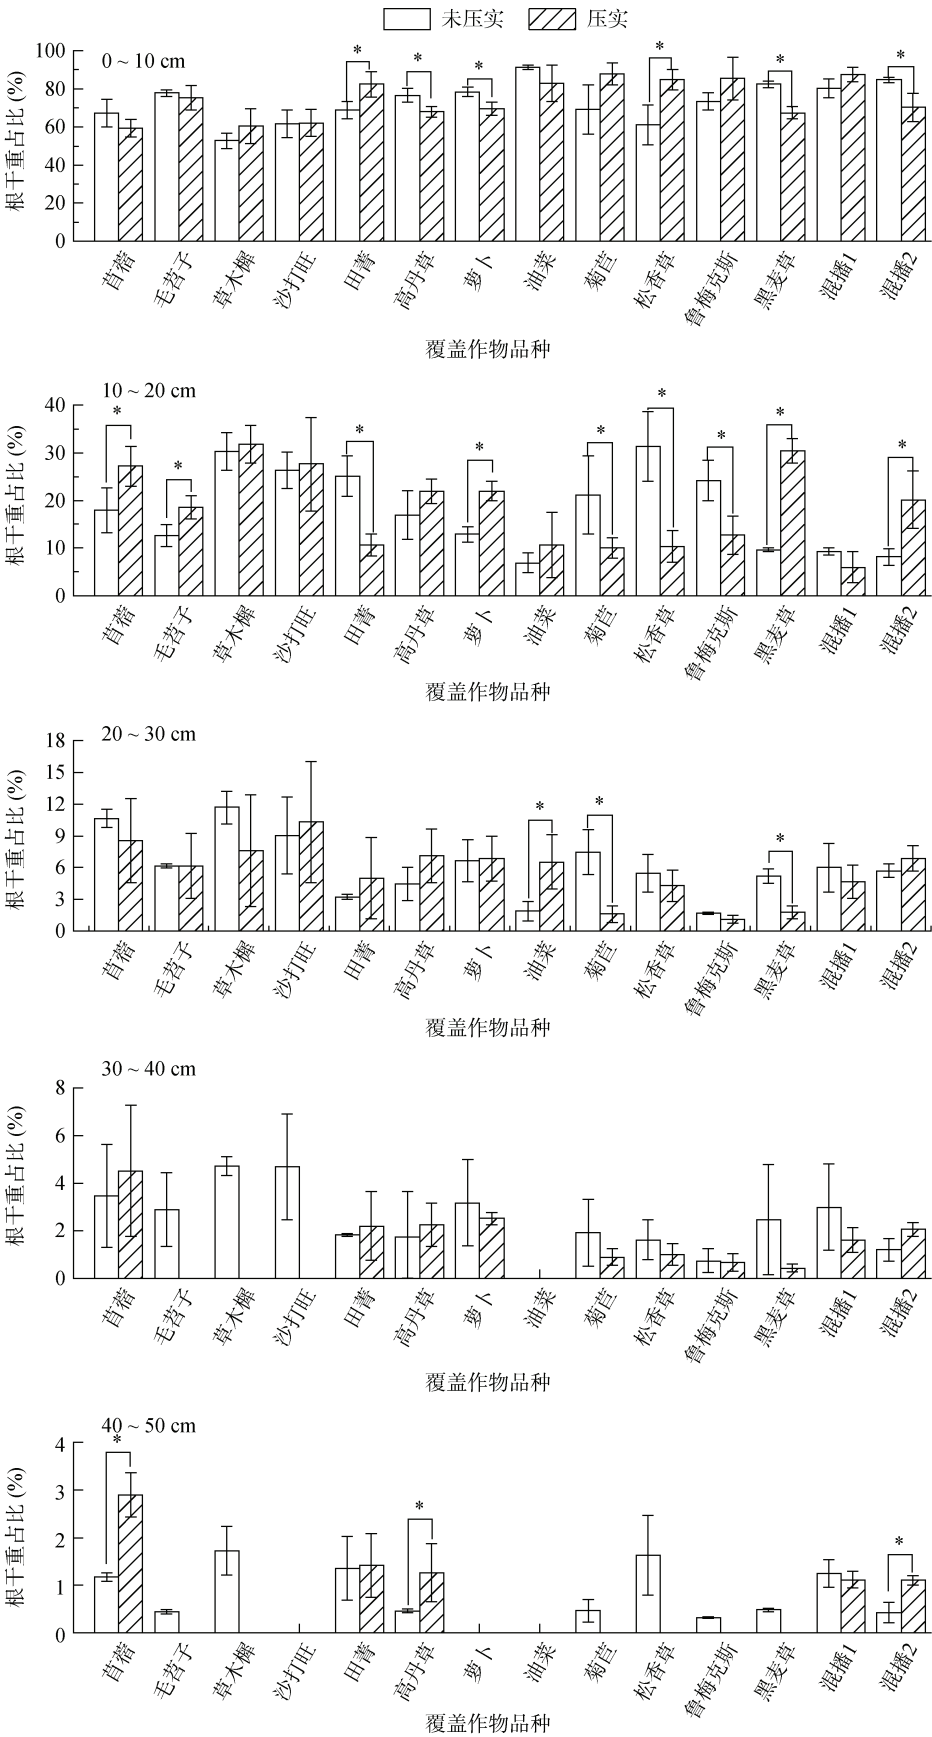 未压实 压实
0 ~ 10 cm
根干重占比 (%)
100
80
60
40
20
0
苜蓿 毛苕子 草木樨 沙打旺 田菁 高丹草 萝卜 油菜 菊苣 松香草 鲁梅克斯 黑麦草 混播1 混播2
* * * * * *
覆盖作物品种
10 ~ 20 cm
根干重占比 (%)
40
30
20
10
0
* * * * * * * * *
苜蓿 毛苕子 草木樨 沙打旺 田菁 高丹草 萝卜 油菜 菊苣 松香草 鲁梅克斯 黑麦草 混播1 混播2
覆盖作物品种
20 ~ 30 cm
根干重占比 (%)
18
15
12
9
6
3
0
* * *
苜蓿 毛苕子 草木樨 沙打旺 田菁 高丹草 萝卜 油菜 菊苣 松香草 鲁梅克斯 黑麦草 混播1 混播2
覆盖作物品种
30 ~ 40 cm
根干重占比 (%)
8
6
4
2
0
苜蓿 毛苕子 草木樨 沙打旺 田菁 高丹草 萝卜 油菜 菊苣 松香草 鲁梅克斯 黑麦草 混播1 混播2
覆盖作物品种
40 ~ 50 cm
根干重占比 (%)
4
3
2
1
0
* * *
苜蓿 毛苕子 草木樨 沙打旺 田菁 高丹草 萝卜 油菜 菊苣 松香草 鲁梅克斯 黑麦草 混播1 混播2
覆盖作物品种